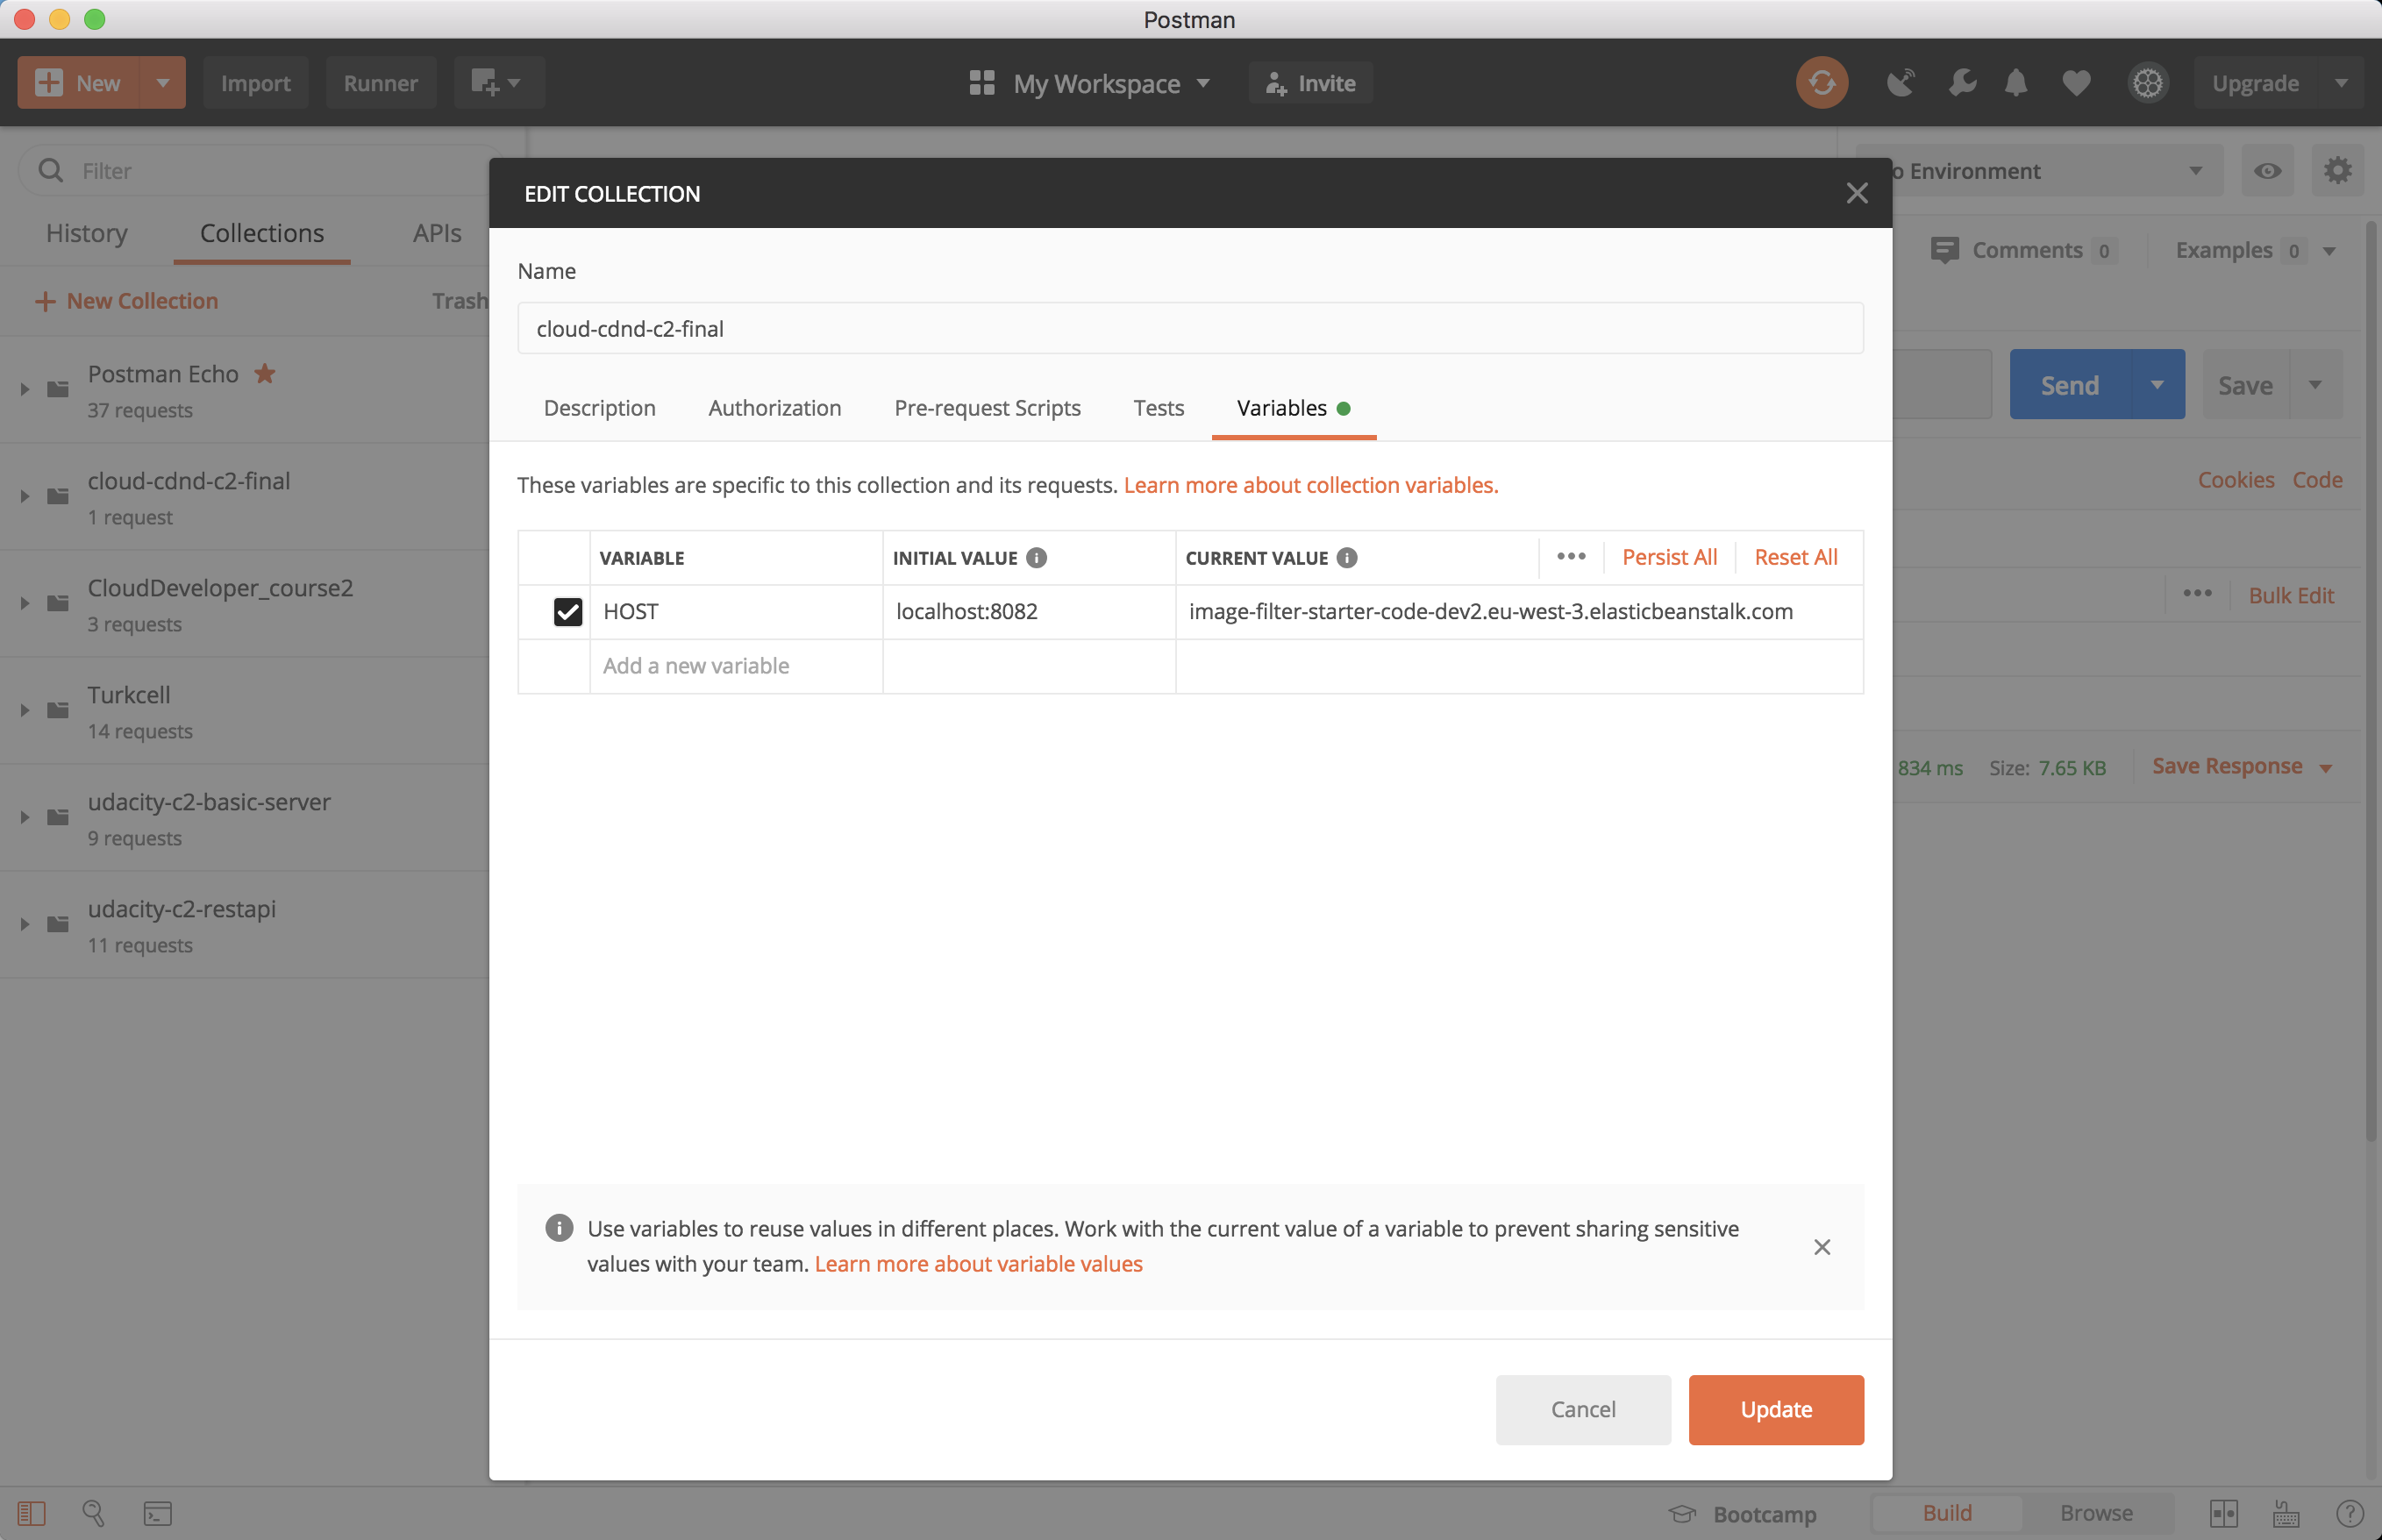 Postman
New
Import
Runner
My Workspace
Invite
Upgrade
Filter
History
Collections
APIs
New Collection
Trash
Postman Echo
37 requests
cloud-cdnd-c2-final
1 request
CloudDeveloper_course2
3 requests
Turkcell
14 requests
udacity-c2-basic-server
9 requests
udacity-c2-restapi
11 requests
EDIT COLLECTION
Name
cloud-cdnd-c2-final
Description
Authorization
Pre-request Scripts
Tests
Variables
These variables are specific to this collection and its requests. Learn more about collection variables.
VARIABLE
INITIAL VALUE
CURRENT VALUE
Persist All
Reset All
HOST
localhost:8082
image-filter-starter-code-dev2.eu-west-3.elasticbeanstalk.com
Add a new variable
Use variables to reuse values in different places. Work with the current value of a variable to prevent sharing sensitive
values with your team. Learn more about variable values
Cancel
Update
o Environment
Comments 0
Examples 0
Send
Save
Cookies
Code
Bulk Edit
834 ms
Size: 7.65 KB
Save Response
Bootcamp
Build
Browse